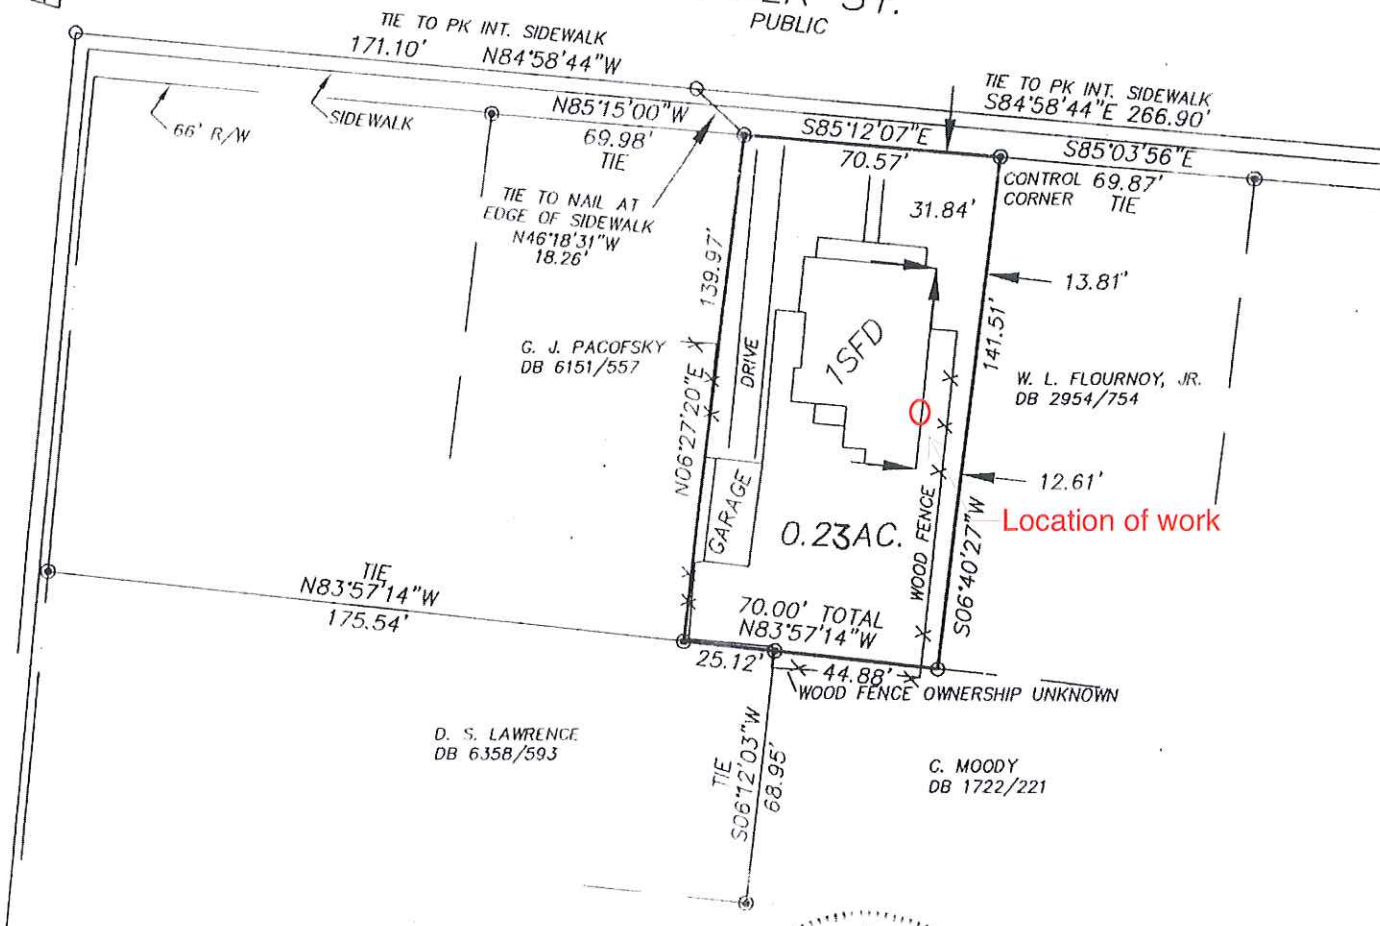 ST.
PUBLIC
TIE TO PK INT. SIDEWALK
171.10' N84°58'44"W
TIE TO PK INT. SIDEWALK
S84°58'44"E 266.90'
66' R/W
SIDEWALK
N85°15'00"W
69.98'
TIE
S85°12'07"E
70.57'
S85°03'56"E
69.87'
TIE
CONTROL
CORNER
TIE TO NAIL AT
EDGE OF SIDEWALK
N46°18'31"W
18.26'
31.84'
139.97'
N06°27'20"E
13.81'
141.51'
S06°40'27"W
G. J. PACOFSKY
DB 6151/557
DRIVE
1SFD
W. L. FLOURNOY, JR.
DB 2954/754
12.61'
Location of work
GARAGE
0.23AC.
WOOD FENCE
TIE
N83°57'14"W
175.54'
70.00' TOTAL
N83°57'14"W
25.12'
44.88'
WOOD FENCE OWNERSHIP UNKNOWN
D. S. LAWRENCE
DB 6358/593
TIE
S06°12'03"W
68.95'
C. MOODY
DB 1722/221